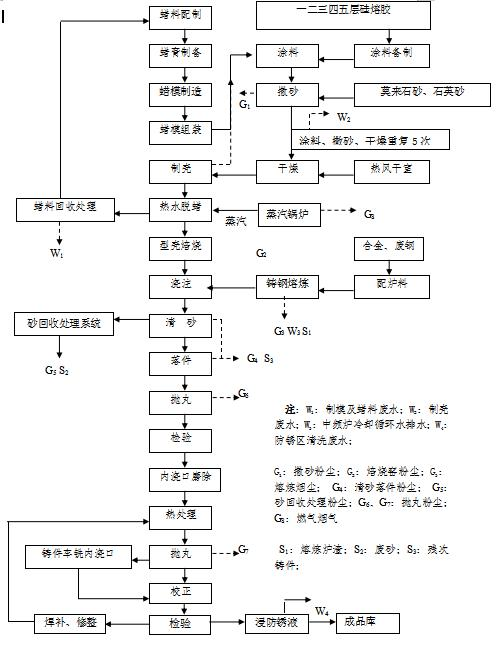 蜡料配制
一二三四五层硅熔胶
蜡膏制备
涂料
涂料备制
蜡模制造
撒砂
莫来石砂、石英砂
G1
W2
蜡模组装
涂料、撒砂、干燥重复5次
制壳
干燥
热风干室
蜡料回收处理
热水脱蜡
蒸汽
蒸汽锅炉
G8
W1
型壳焙烧
G2
合金、废钢
浇注
铸钢熔炼
配炉料
砂回收处理系统
清 砂
G3 W3 S1
落件
G4 S3
G5 S2
抛丸
G6
检验
内浇口磨除
热处理
铸件车铣内浇口
抛丸
G7
校正
焊补、修整
检验
浸防锈液
W4
成品库
注：W1：制模及蜡料废水；W2：制壳
废水；W3：中频炉冷却循环水排水；W4：
防锈区清洗废水；
G1：撒砂粉尘；G2：焙烧窑粉尘；G3：
熔炼烟尘；G4：清砂落件粉尘；G5：
砂回收处理粉尘；G6、G7：抛丸粉尘；
G8：燃气烟气
S1：熔炼炉渣；S2：废砂；S3：残次
铸件；